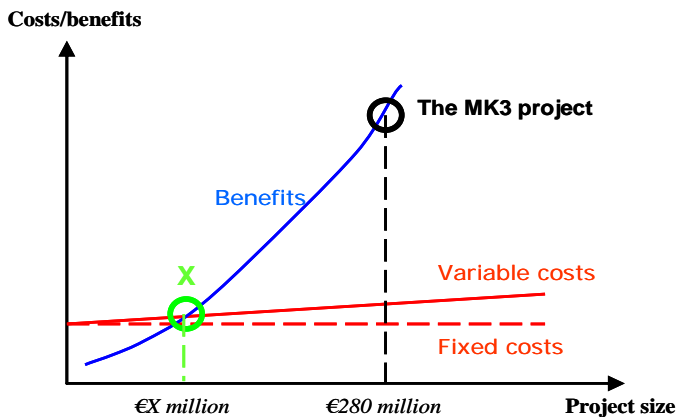 Costs/benefits
The MK3 project
Benefits
X
Variable costs
Fixed costs
€X million
€280 million
Project size